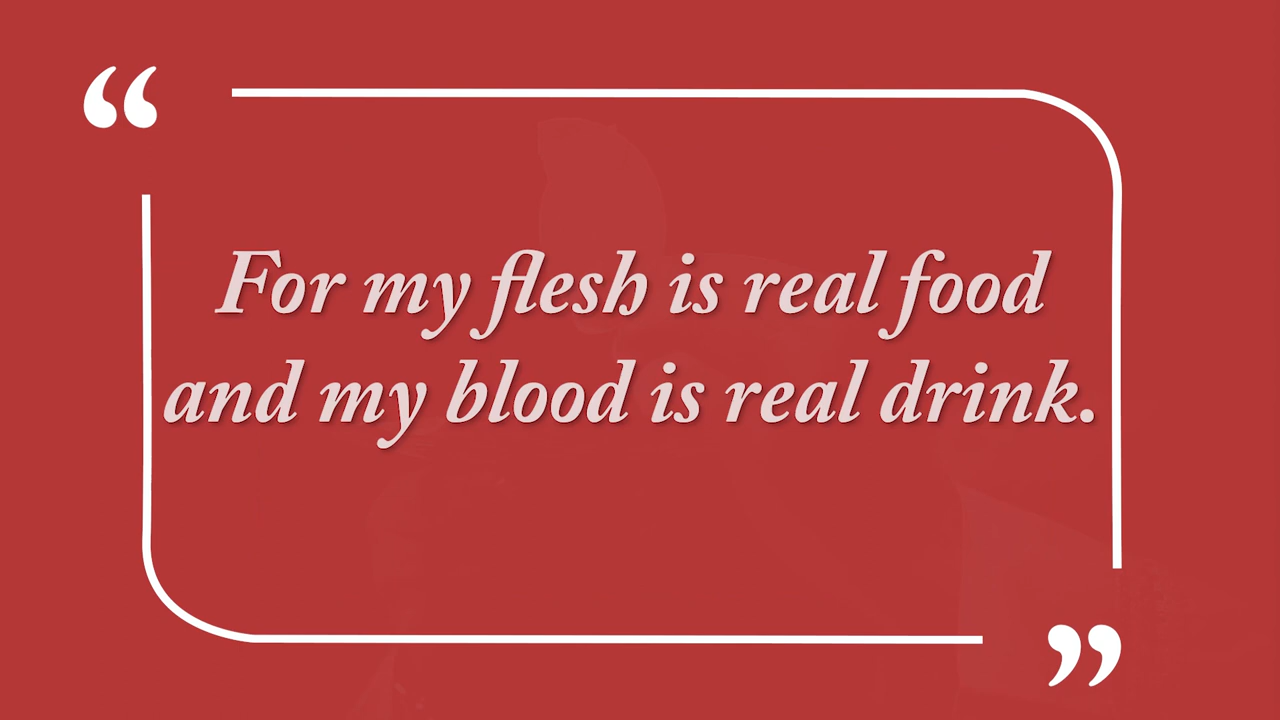 “
For my flesh is real food
and my blood is real drink.
”